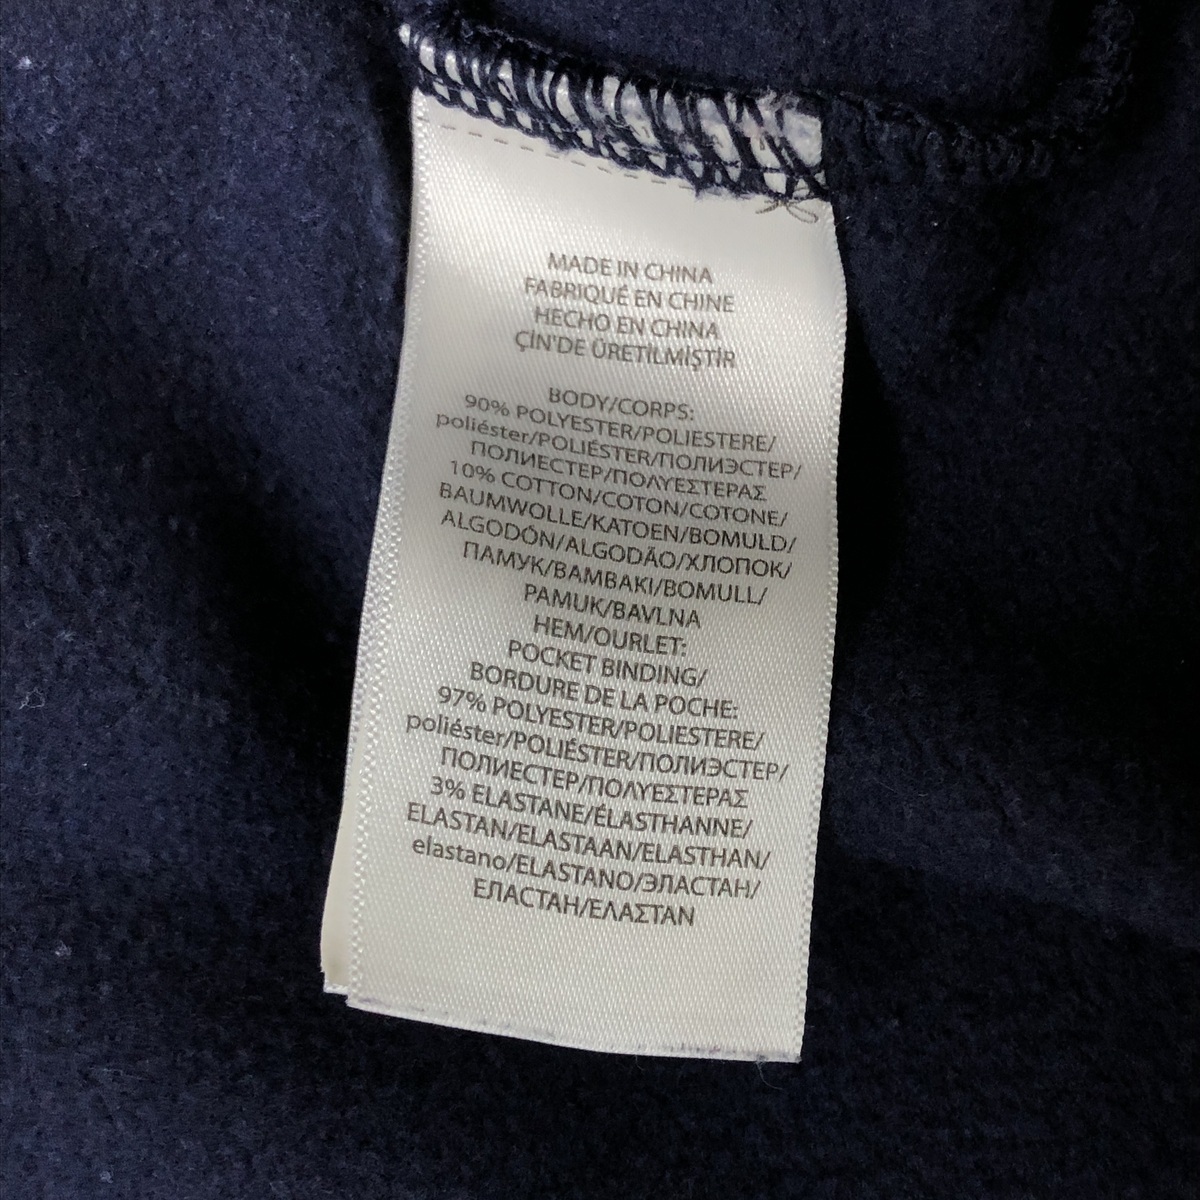 MADE IN CHINA
FABRIQUÉ EN CHINE
HECHO EN CHINA
ÇİN'DE ÜRETİLMİŞTİR
BODY/CORPS:
90% POLYESTER/POLIESTERE/
poliéster/POLIÉSTER/ПОЛИЭСТЕР/
ПОЛИЕСТЕР/ΠΟΛΥΕΣΤΕΡΑΣ
10% COTTON/COTON/COTONE/
BAUMWOLLE/KATOEN/BOMULD/
ALGODÓN/ALGODÃO/ХЛОПОК/
ПАМУК/BAMBAKI/BOMULL/
PAMUK/BAVLNA
HEM/OURLET:
POCKET BINDING/
BORDURE DE LA POCHE:
97% POLYESTER/POLIESTERE/
poliéster/POLIÉSTER/ПОЛИЭСТЕР/
ПОЛИЕСТЕР/ΠΟΛΥΕΣΤΕΡΑΣ
3% ELASTANE/ÉLASTHANNE/
ELASTAN/ELASTAAN/ELASTHAN/
elastano/ELASTANO/ЭЛАСТАН/
ЕЛАСТАН/ΕΛΑΣΤΑΝ